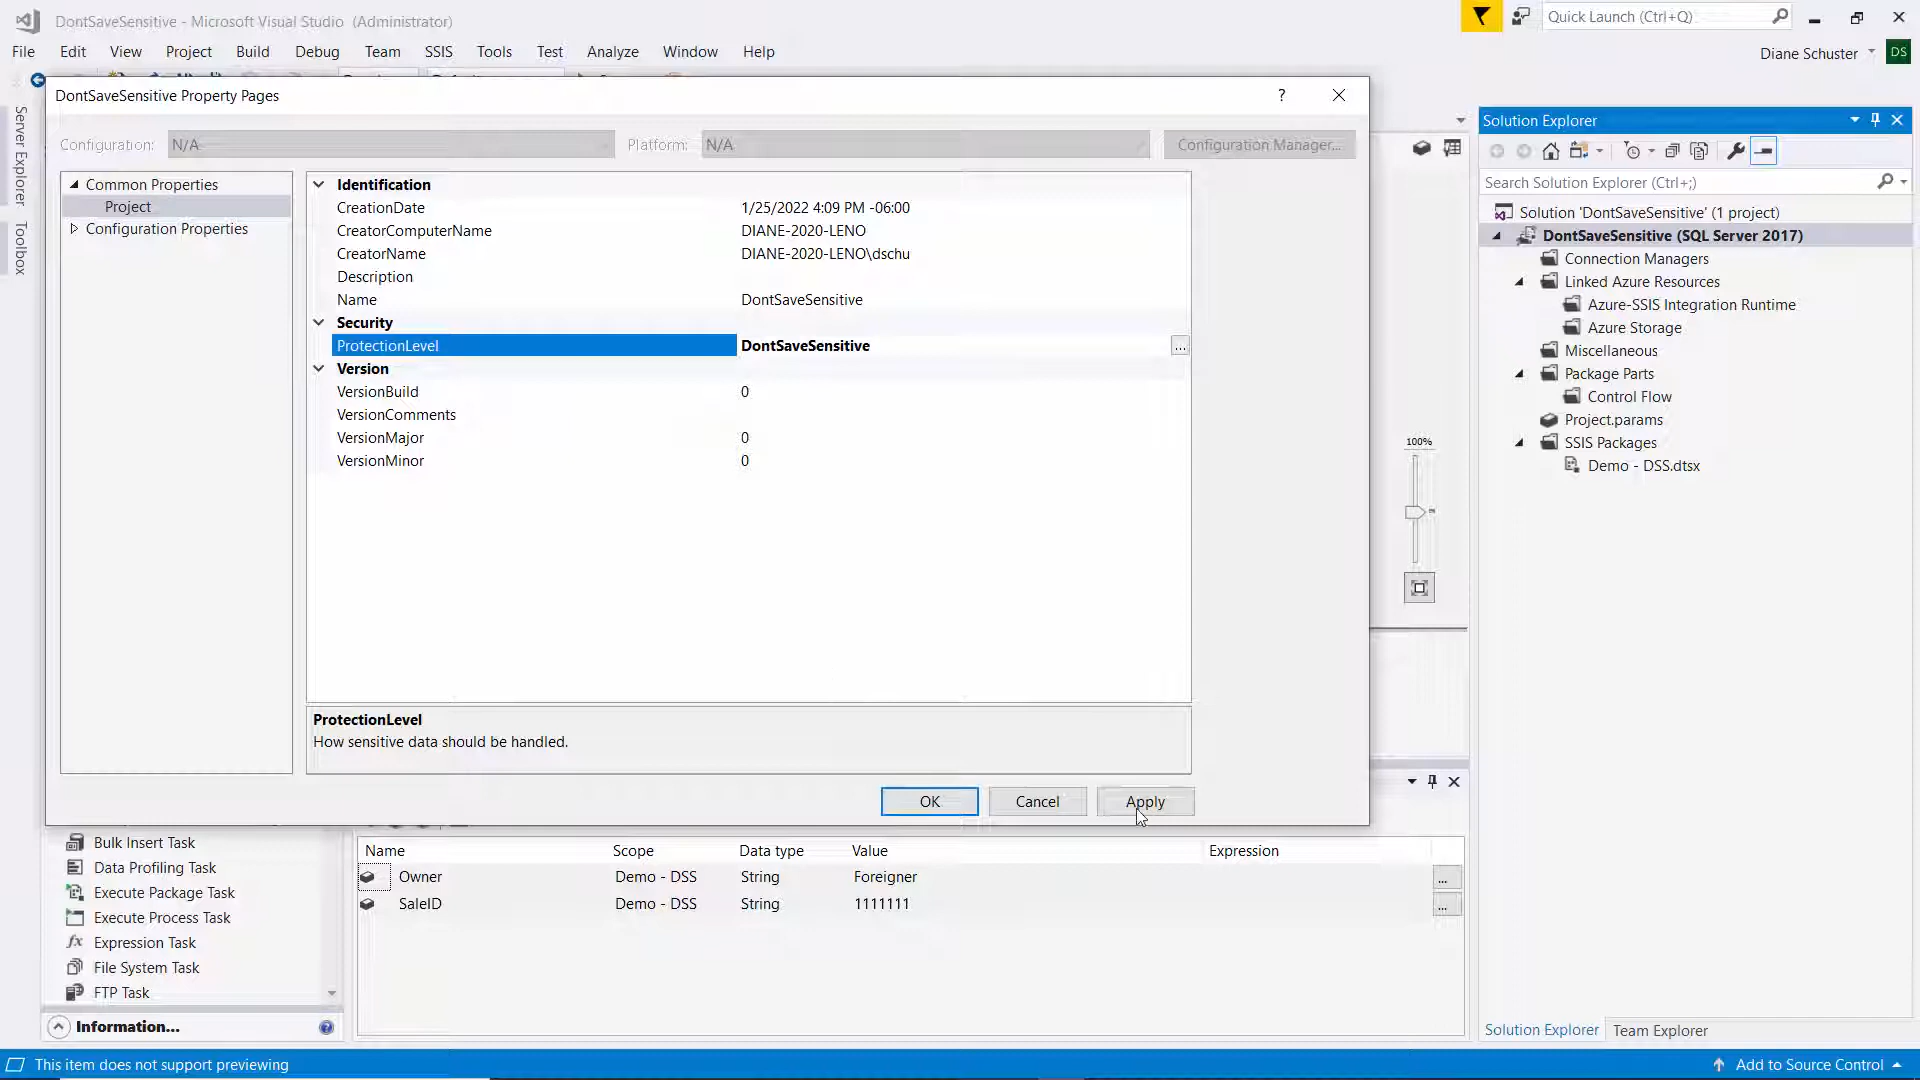 DontSaveSensitive - Microsoft Visual Studio (Administrator)
Quick Launch (Ctrl+Q)
File Edit View Project Build Debug Team SSIS Tools Test Analyze Window Help
Diane Schuster DS
Server Explorer
Toolbox
DontSaveSensitive Property Pages
?
Configuration: N/A Platform: N/A Configuration Manager...
Common Properties
Project
Configuration Properties
Identification
CreationDate 1/25/2022 4:09 PM -06:00
CreatorComputerName DIANE-2020-LENO
CreatorName DIANE-2020-LENO\dschu
Description
Name DontSaveSensitive
Security
ProtectionLevel DontSaveSensitive ...
Version
VersionBuild 0
VersionComments
VersionMajor 0
VersionMinor 0
ProtectionLevel
How sensitive data should be handled.
OK Cancel Apply
100%
Solution Explorer
Search Solution Explorer (Ctrl+;)
Solution 'DontSaveSensitive' (1 project)
DontSaveSensitive (SQL Server 2017)
Connection Managers
Linked Azure Resources
Azure-SSIS Integration Runtime
Azure Storage
Miscellaneous
Package Parts
Control Flow
Project.params
SSIS Packages
Demo - DSS.dtsx
Bulk Insert Task
Data Profiling Task
Execute Package Task
Execute Process Task
Expression Task
File System Task
FTP Task
Information...
Name Scope Data type Value Expression
Owner Demo - DSS String Foreigner ...
SaleID Demo - DSS String 1111111 ...
Solution Explorer Team Explorer
This item does not support previewing
Add to Source Control